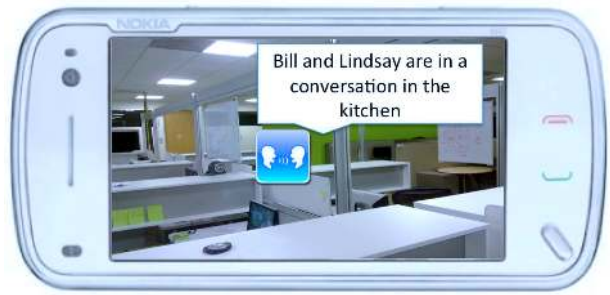 NOKIA
Bill and Lindsay are in a
conversation in the
kitchen